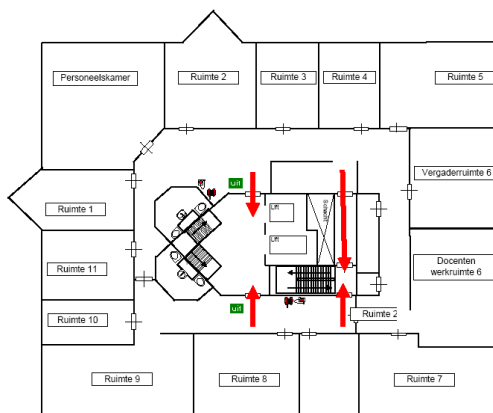 Personeelskamer
Ruimte 2
Ruimte 3
Ruimte 4
Ruimte 5
Vergaderruimte 6
uit
Lift
Schacht
Ruimte 1
Lift
Ruimte 11
Docenten
werkruimte 6
uit
Ruimte 10
Ruimte 2
Ruimte 9
Ruimte 8
Ruimte 7